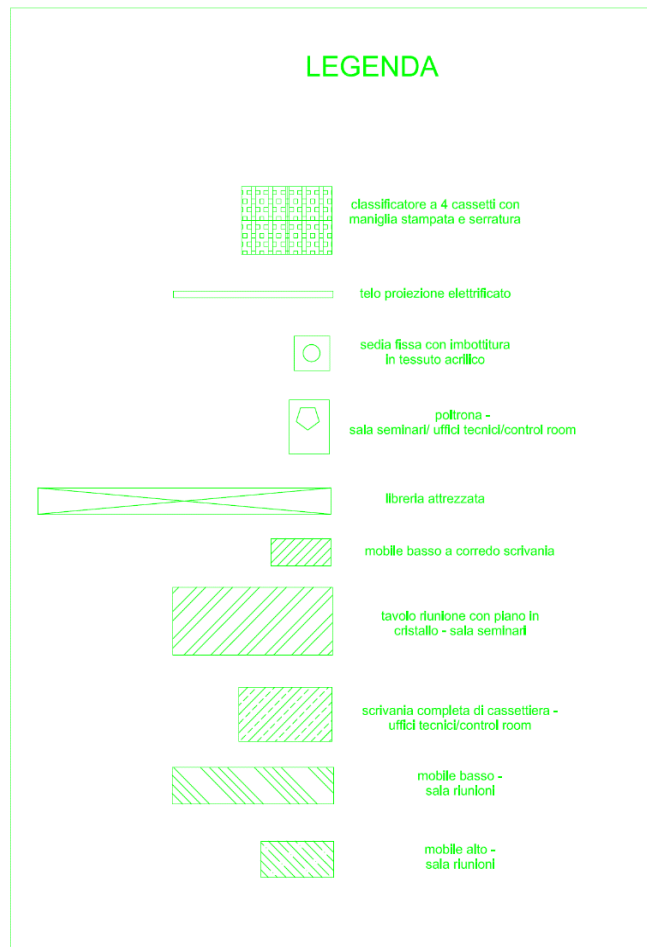 LEGENDA
classificatore a 4 cassetti con
maniglia stampata e serratura
telo proiezione elettrificato
sedia fissa con imbottitura
in tessuto acrilico
poltrona -
sala seminari/ uffici tecnici/control room
libreria attrezzata
mobile basso a corredo scrivania
tavolo riunione con piano in
cristallo - sala seminari
scrivania completa di cassettiera -
uffici tecnici/control room
mobile basso -
sala riunioni
mobile alto -
sala riunioni